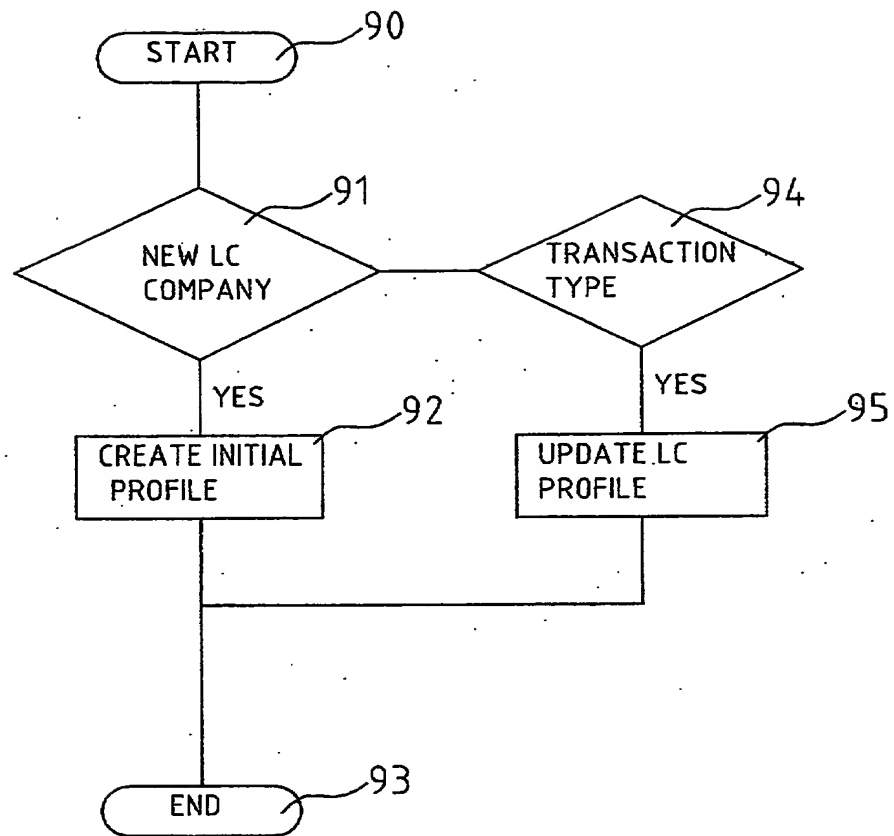 START
90
91
NEW LC
COMPANY
94
TRANSACTION
TYPE
YES
92
CREATE INITIAL
PROFILE
YES
95
UPDATE LC
PROFILE
END
93